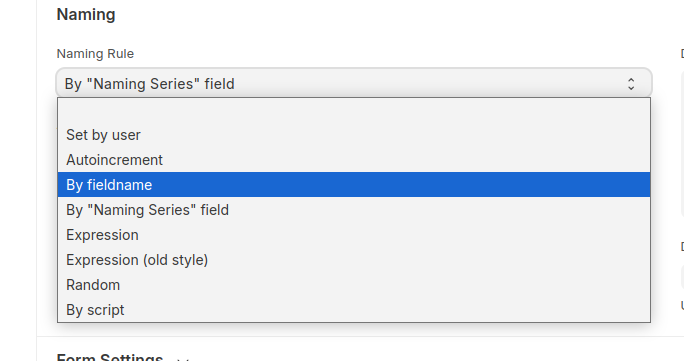 Naming
Naming Rule
By "Naming Series" field
Set by user
Autoincrement
By fieldname
By "Naming Series" field
Expression
Expression (old style)
Random
By script
Form Settings